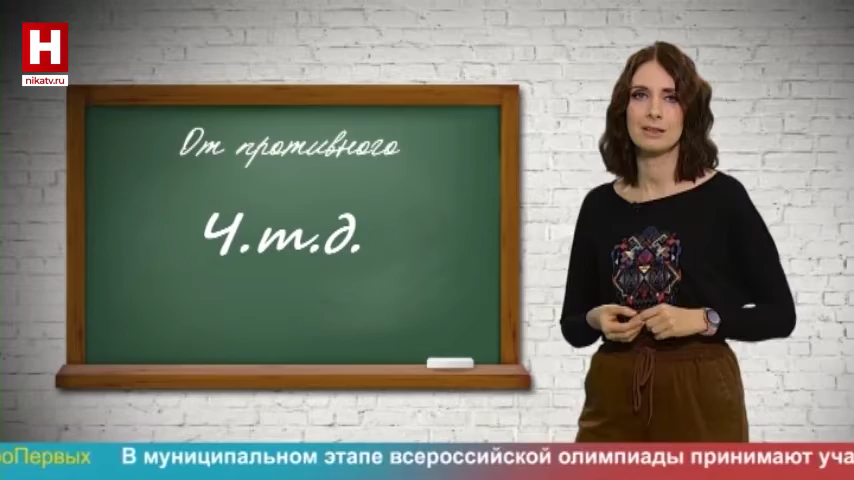 Н
nikatv.ru
От противного
Ч.т.д.
оПервых В муниципальном этапе всероссийской олимпиады принимают уча